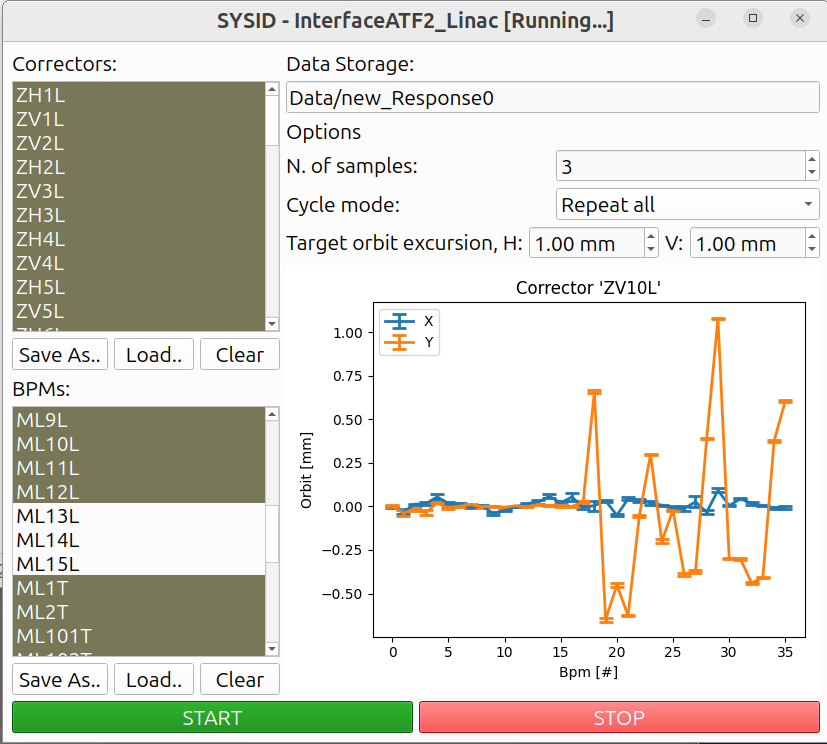 SYSID - InterfaceATF2_Linac [Running...]
Correctors:
ZH1L
ZV1L
ZV2L
ZH2L
ZV3L
ZH3L
ZH4L
ZV4L
ZH5L
ZV5L
ZH6L
Save As..
Load..
Clear
BPMs:
ML9L
ML10L
ML11L
ML12L
ML13L
ML14L
ML15L
ML1T
ML2T
ML101T
Save As..
Load..
Clear
Data Storage:
Data/new_Response0
Options
N. of samples:
3
Cycle mode:
Repeat all
Target orbit excursion, H: 1.00 mm V: 1.00 mm
Corrector 'ZV10L'
X
Y
1.00
0.75
0.50
0.25
0.00
−0.25
−0.50
Orbit [mm]
0 5 10 15 20 25 30 35
Bpm [#]
START
STOP